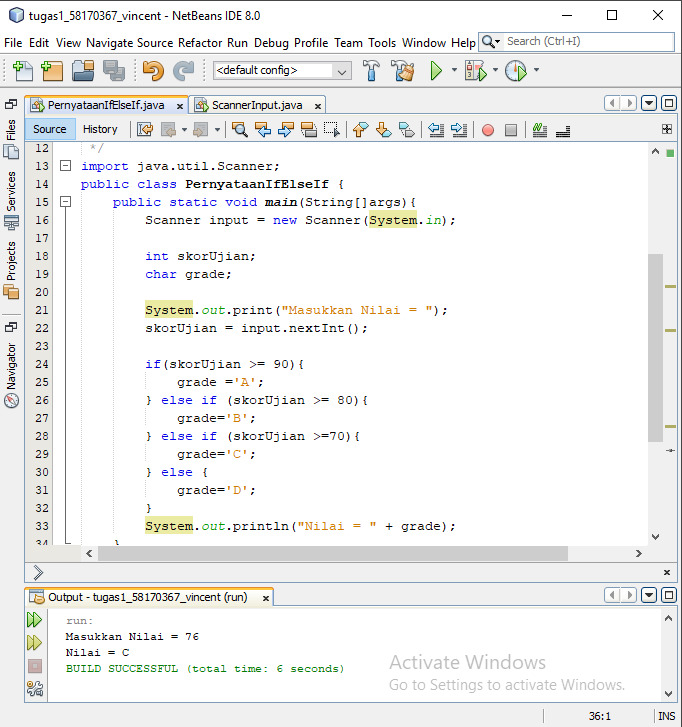 tugas1_58170367_vincent - NetBeans IDE 8.0
File Edit View Navigate Source Refactor Run Debug Profile Team Tools Window Help
Search (Ctrl+I)
<default config>
Files
Services
Projects
Navigator
PernyataanIfElseIf.java x ScannerInput.java x
Source History
12 */
13 import java.util.Scanner;
14 public class PernyataanIfElseIf {
15 public static void main(String[]args){
16 Scanner input = new Scanner(System.in);
17
18 int skorUjian;
19 char grade;
20
21 System.out.print("Masukkan Nilai = ");
22 skorUjian = input.nextInt();
23
24 if(skorUjian >= 90){
25 grade ='A';
26 } else if (skorUjian >= 80){
27 grade='B';
28 } else if (skorUjian >=70){
29 grade='C';
30 } else {
31 grade='D';
32 }
33 System.out.println("Nilai = " + grade);
34 }
Output - tugas1_58170367_vincent (run) x
run:
Masukkan Nilai = 76
Nilai = C
BUILD SUCCESSFUL (total time: 6 seconds)
Activate Windows
Go to Settings to activate Windows.
36:1 INS